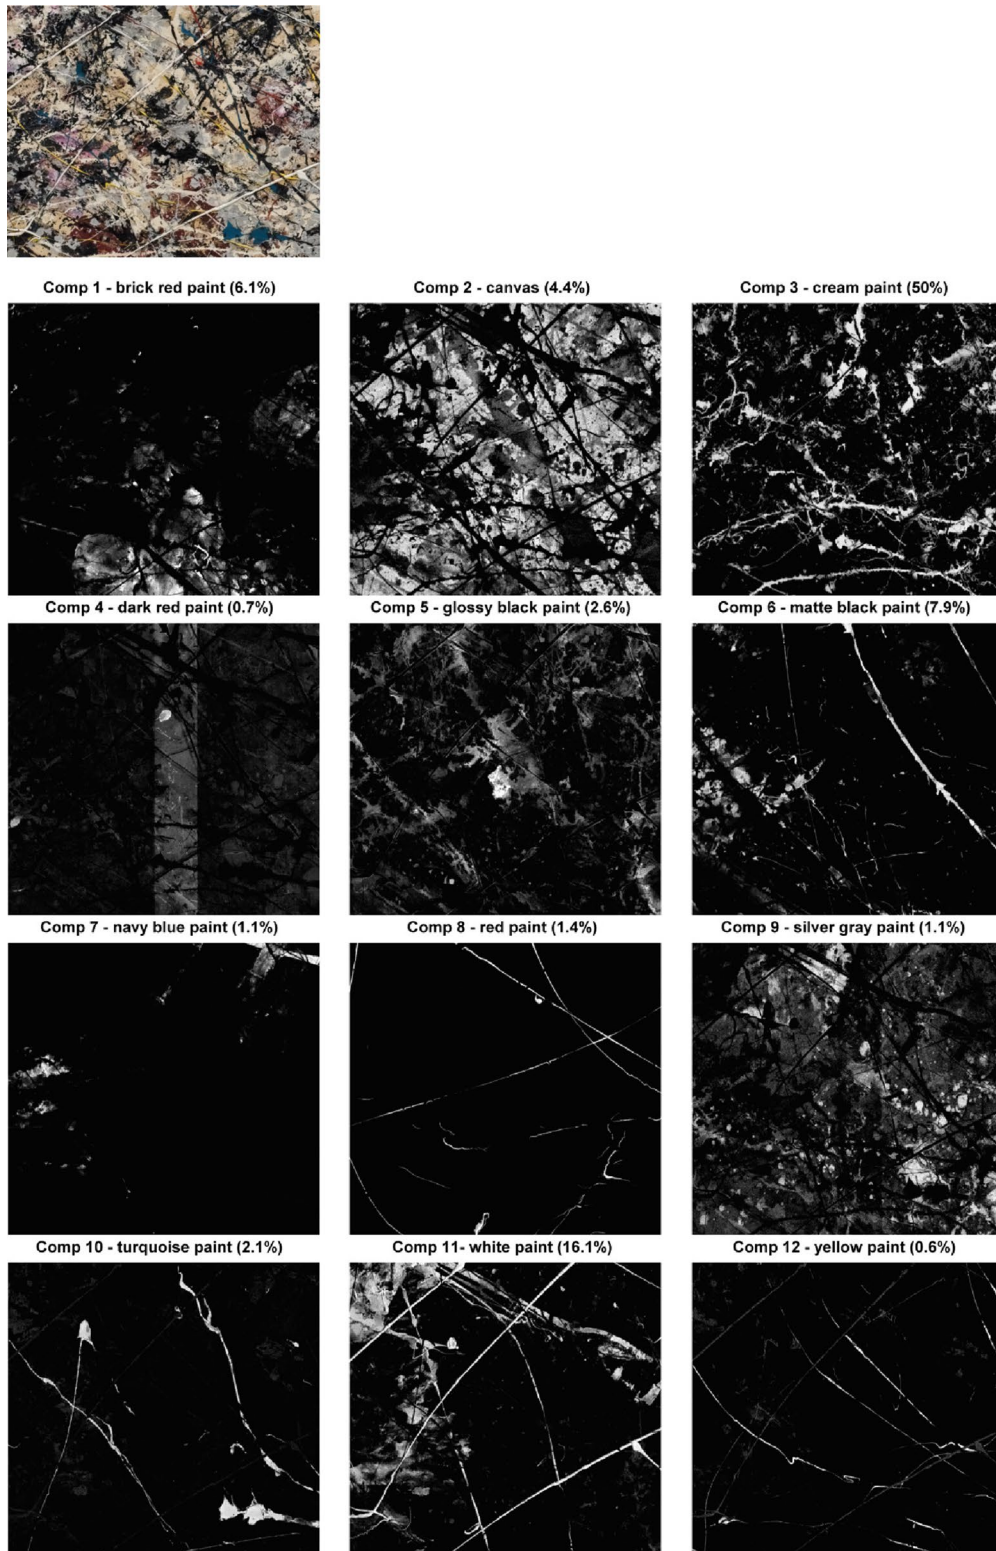 Comp 1 - brick red paint (6.1%)
Comp 2 - canvas (4.4%)
Comp 3 - cream paint (50%)
Comp 4 - dark red paint (0.7%)
Comp 5 - glossy black paint (2.6%)
Comp 6 - matte black paint (7.9%)
Comp 7 - navy blue paint (1.1%)
Comp 8 - red paint (1.4%)
Comp 9 - silver gray paint (1.1%)
Comp 10 - turquoise paint (2.1%)
Comp 11- white paint (16.1%)
Comp 12 - yellow paint (0.6%)